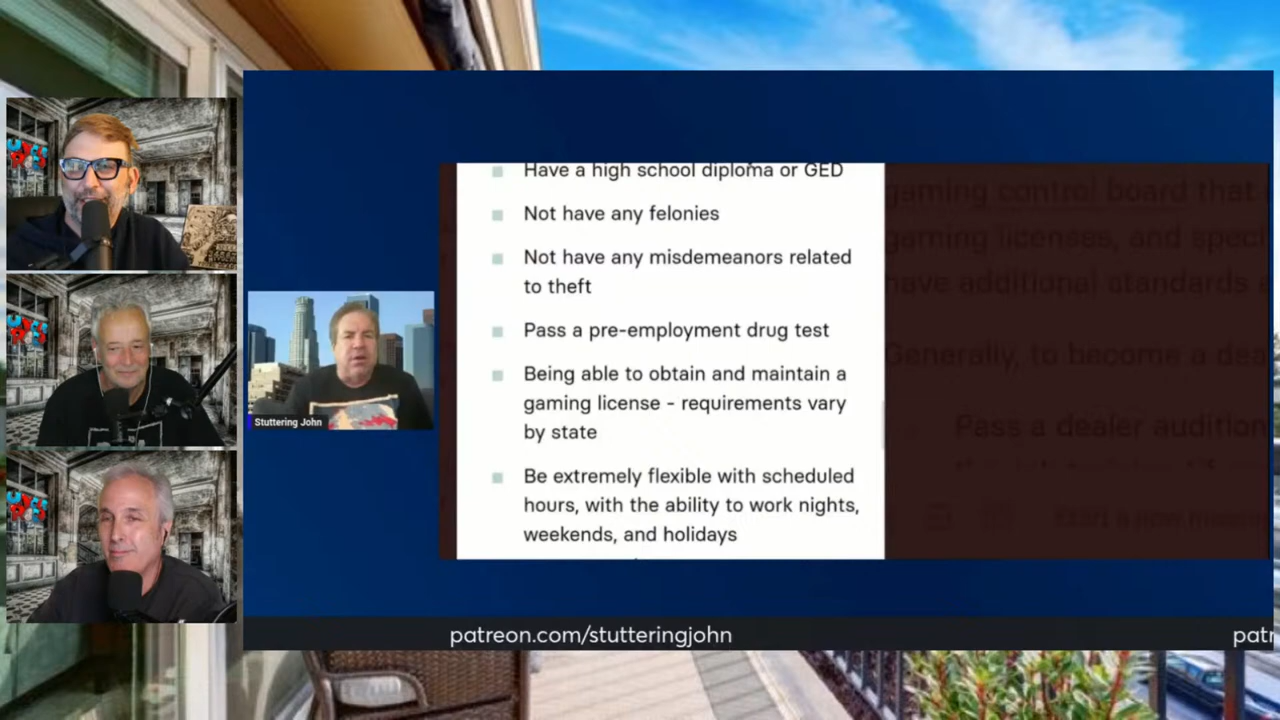 Have a high school diploma or GED
Not have any felonies
Not have any misdemeanors related
to theft
Pass a pre-employment drug test
Being able to obtain and maintain a
gaming license - requirements vary
by state
Be extremely flexible with scheduled
hours, with the ability to work nights,
weekends, and holidays
gaming control board that
gaming licenses, and speci
have additional standards
Generally, to become a dea
Pass a dealer audition
Stuttering John
patreon.com/stutteringjohn
patr